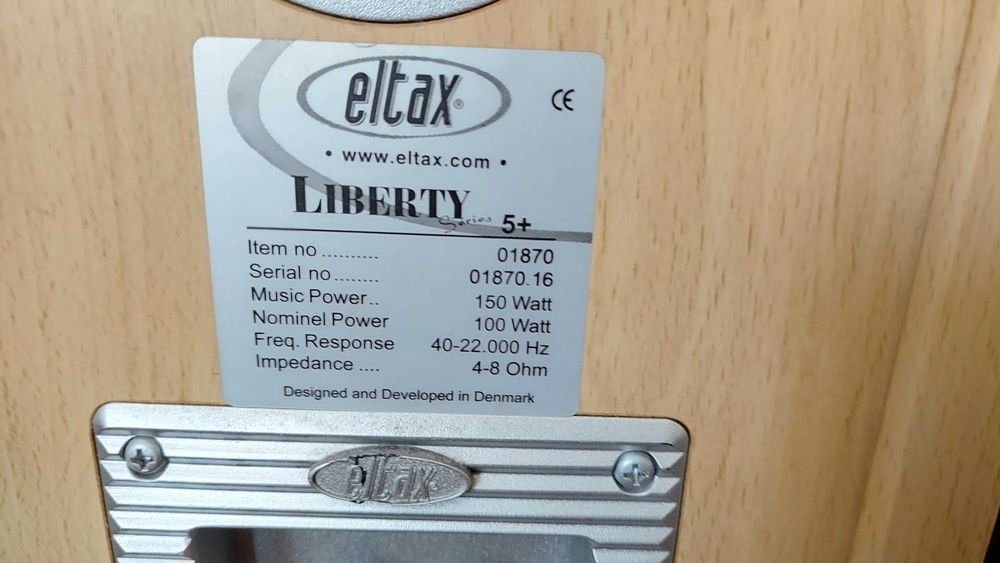 eltax®
CE
• www.eltax.com •
LIBERTY
Series 5+
Item no .......... 01870
Serial no........ 01870.16
Music Power.. 150 Watt
Nominel Power 100 Watt
Freq. Response 40-22.000 Hz
Impedance .... 4-8 Ohm
Designed and Developed in Denmark
eltax